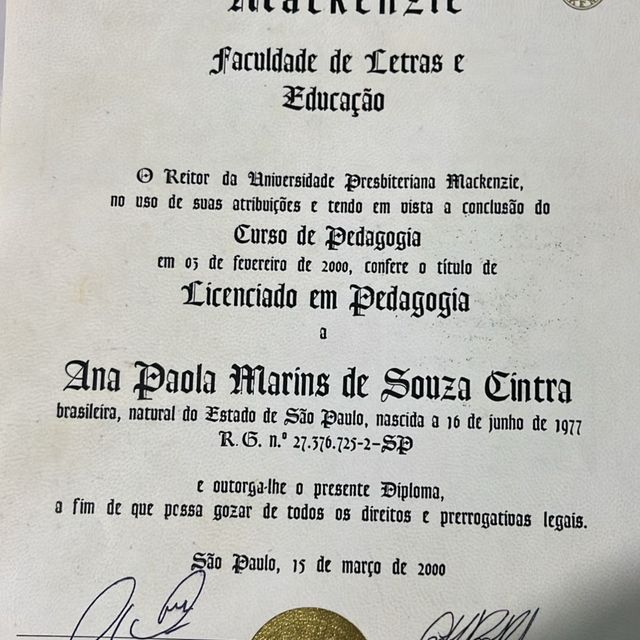 Mackenzie
Faculdade de Letras e
Educação
O Reitor da Universidade Presbiteriana Mackenzie,
no uso de suas atribuições e tendo em vista a conclusão do
Curso de Pedagogia
em 03 de fevereiro de 2000, confere o título de
Licenciado em Pedagogia
a
Ana Paola Marins de Souza Cintra
brasileira, natural do Estado de São Paulo, nascida a 16 de junho de 1977
R. G. n.º 27.376.725-2-SP
e outorga-lhe o presente Diploma,
a fim de que possa gozar de todos os direitos e prerrogativas legais.
São Paulo, 15 de março de 2000